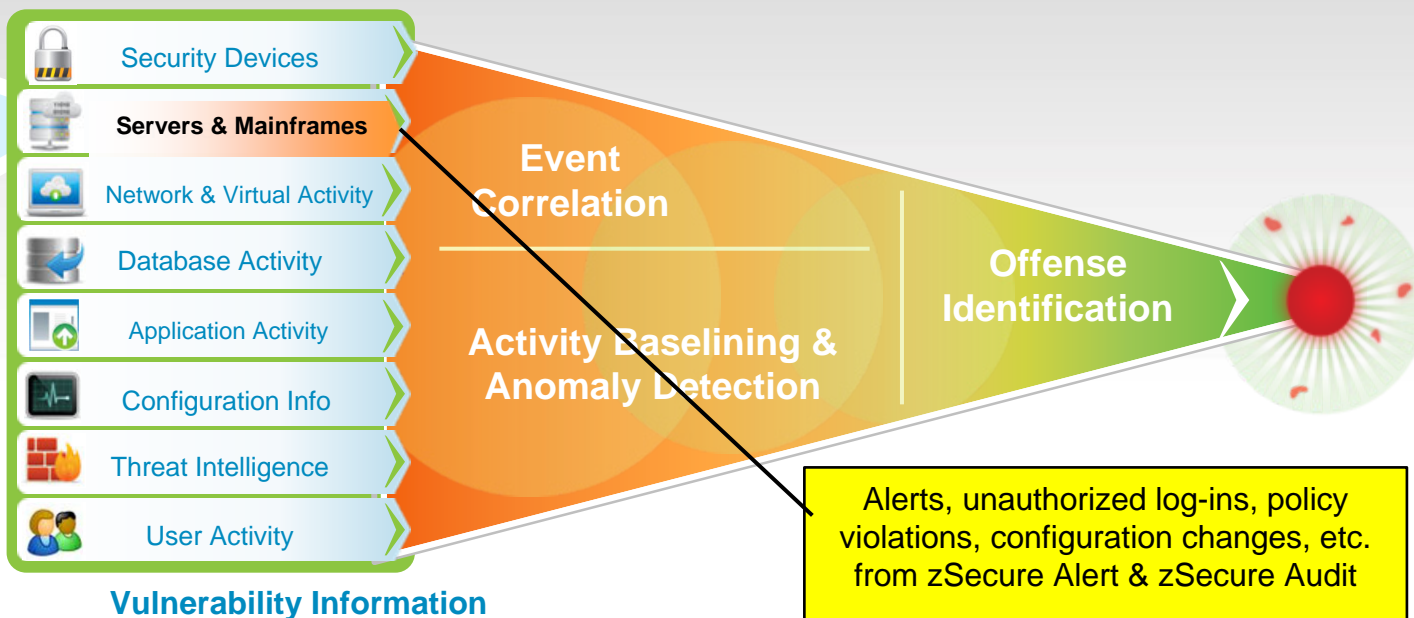 Security Devices
Servers & Mainframes
Network & Virtual Activity
Database Activity
Application Activity
Configuration Info
Threat Intelligence
User Activity
Vulnerability Information
Event
Correlation
Activity Baselining &
Anomaly Detection
Offense
Identification
Alerts, unauthorized log-ins, policy
violations, configuration changes, etc.
from zSecure Alert & zSecure Audit